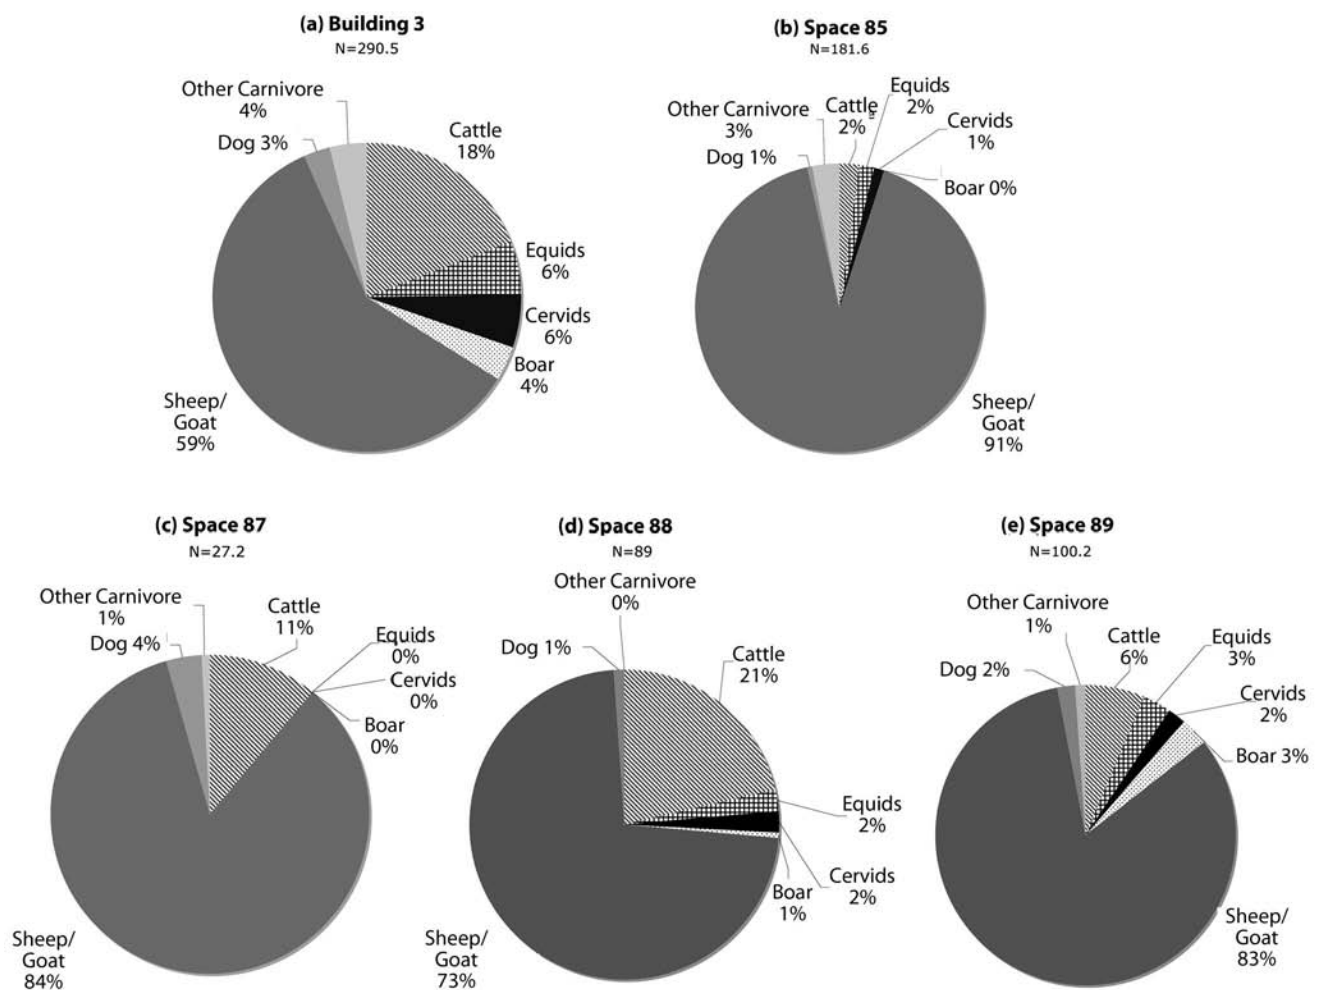 (a) Building 3
N=290.5
Other Carnivore
4%
Dog 3%
Cattle
18%
Equids
6%
Cervids
6%
Boar
4%
Sheep/
Goat
59%
(b) Space 85
N=181.6
Other Carnivore
3%
Dog 1%
Cattle
2%
Equids
2%
Cervids
1%
Boar 0%
Sheep/
Goat
91%
(c) Space 87
N=27.2
Other Carnivore
1%
Dog 4%
Cattle
11%
Equids
0%
Cervids
0%
Boar
0%
Sheep/
Goat
84%
(d) Space 88
N=89
Other Carnivore
0%
Dog 1%
Cattle
21%
Equids
2%
Cervids
2%
Boar
1%
Sheep/
Goat
73%
(e) Space 89
N=100.2
Other Carnivore
1%
Dog 2%
Cattle
6%
Equids
3%
Cervids
2%
Boar 3%
Sheep/
Goat
83%